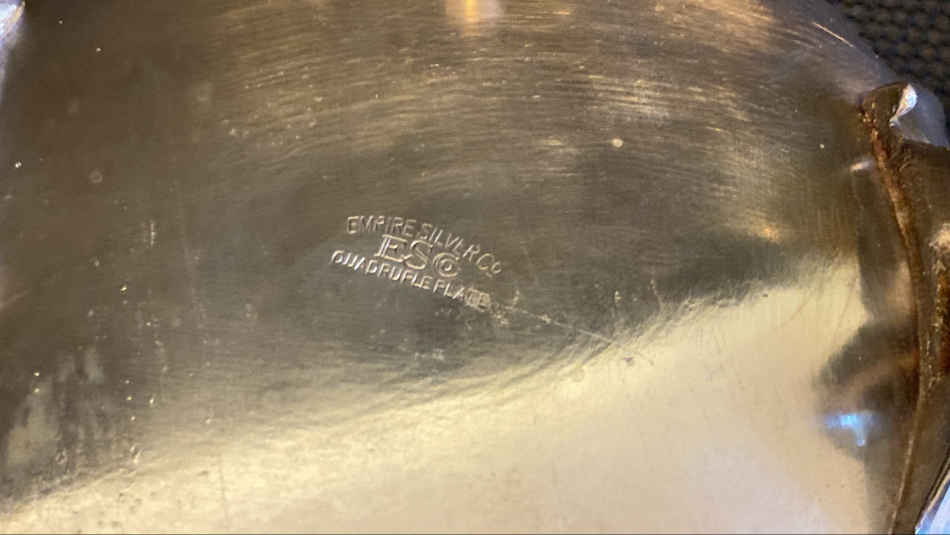 EMPIRE SILVER CO
ESCo
QUADRUPLE PLATE